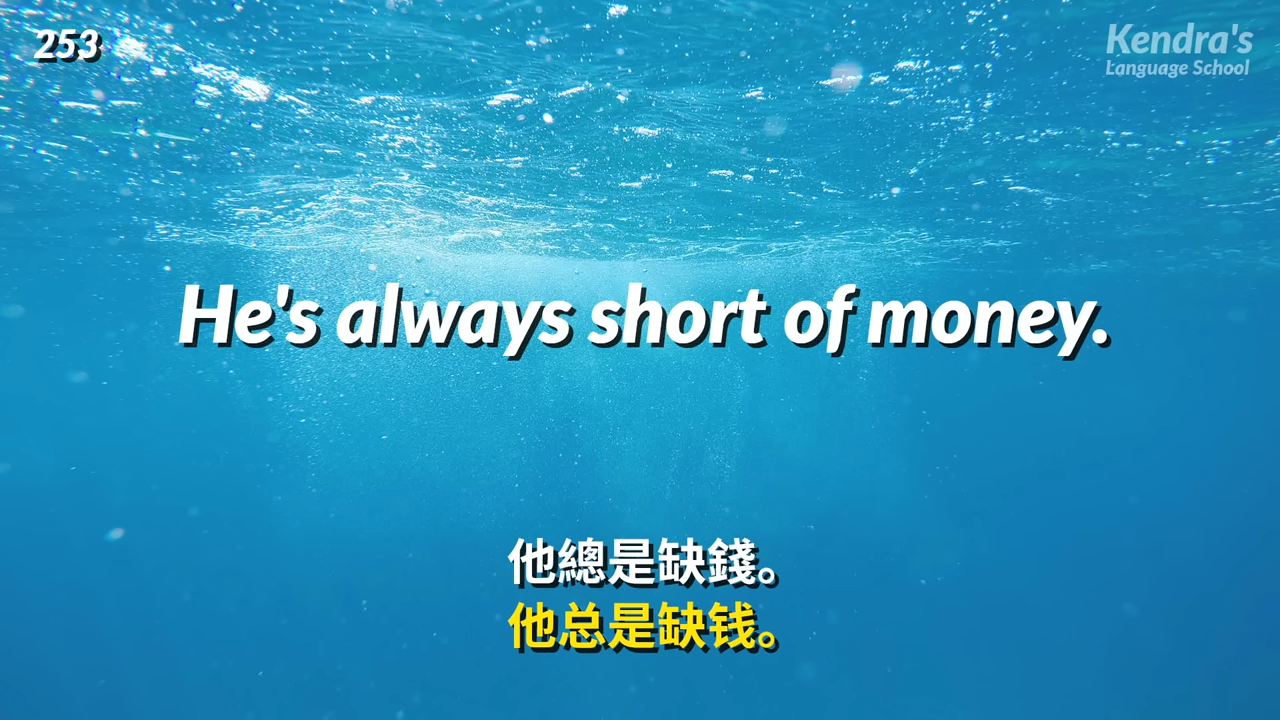 253
Kendra's
Language School
He's always short of money.
他總是缺錢。
他总是缺钱。